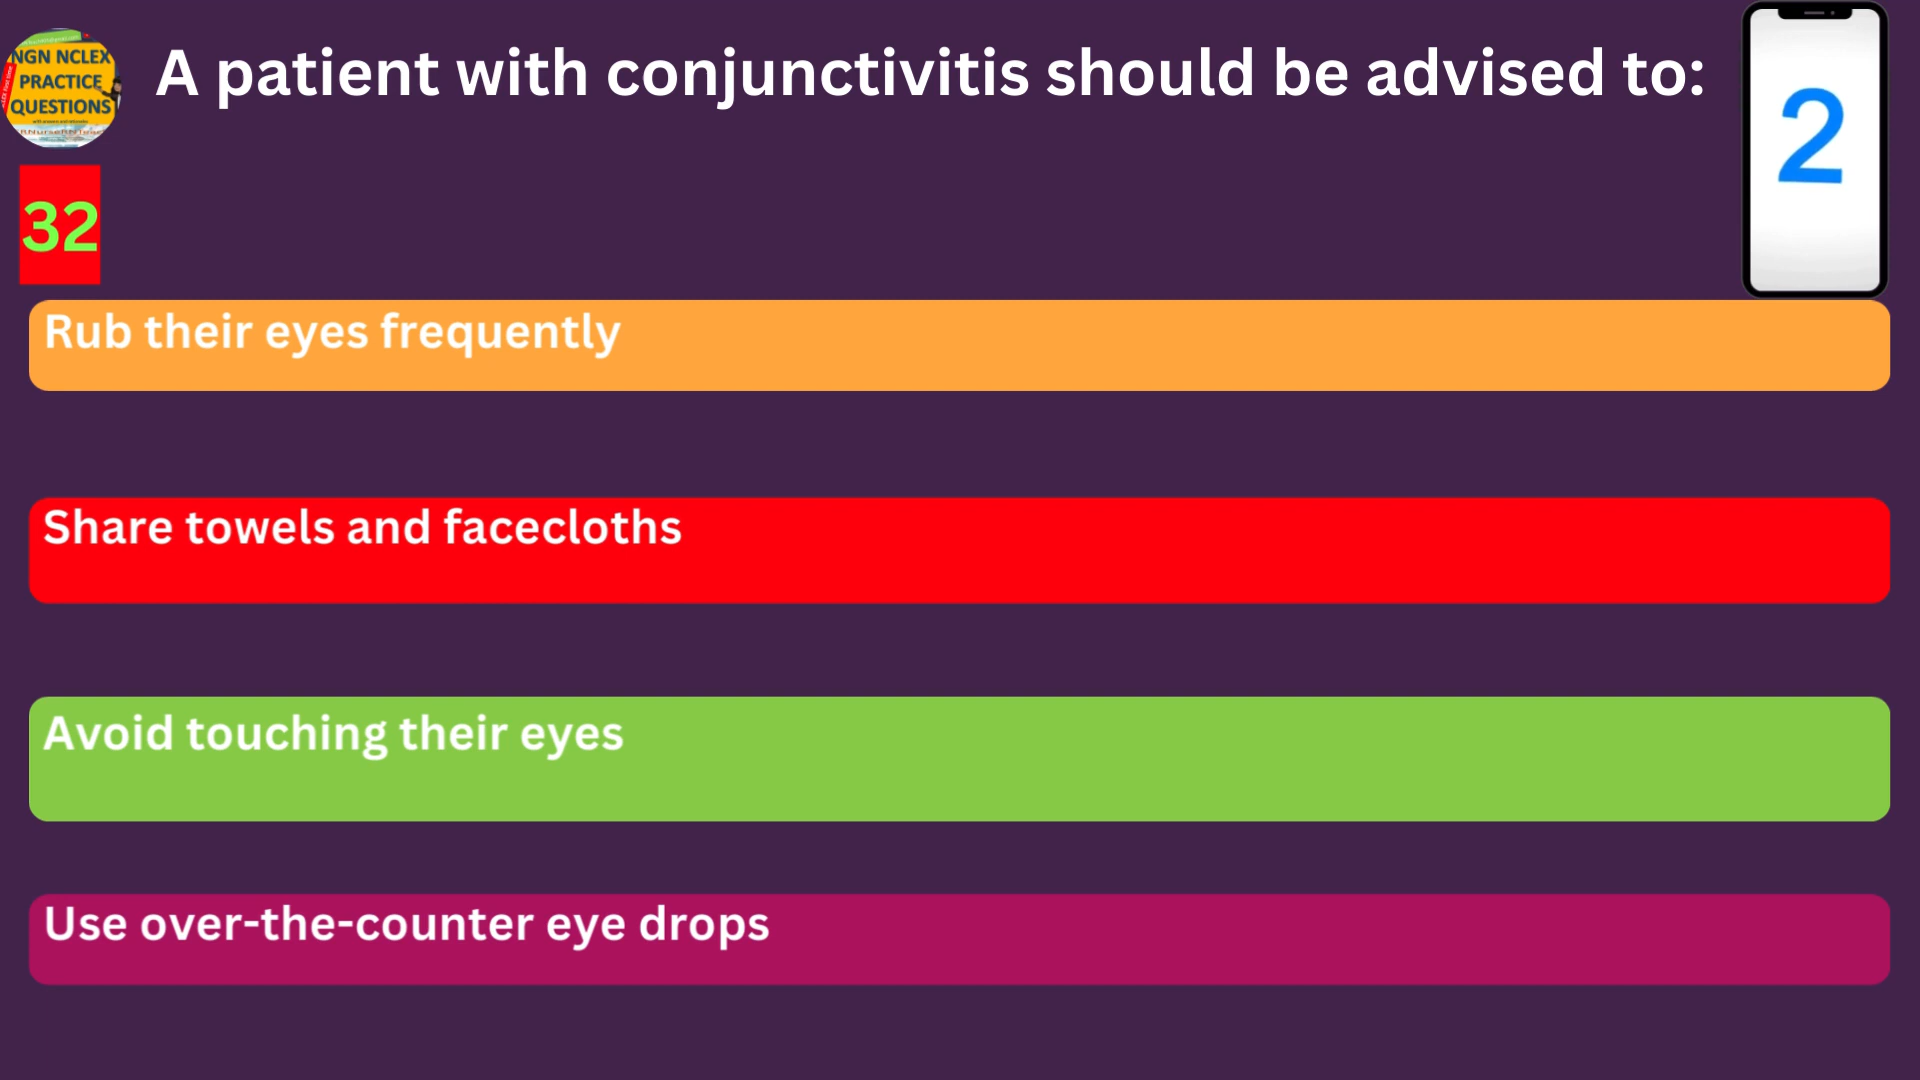 NGN NCLEX
PRACTICE
QUESTIONS
A patient with conjunctivitis should be advised to:
2
32
Rub their eyes frequently
Share towels and facecloths
Avoid touching their eyes
Use over-the-counter eye drops